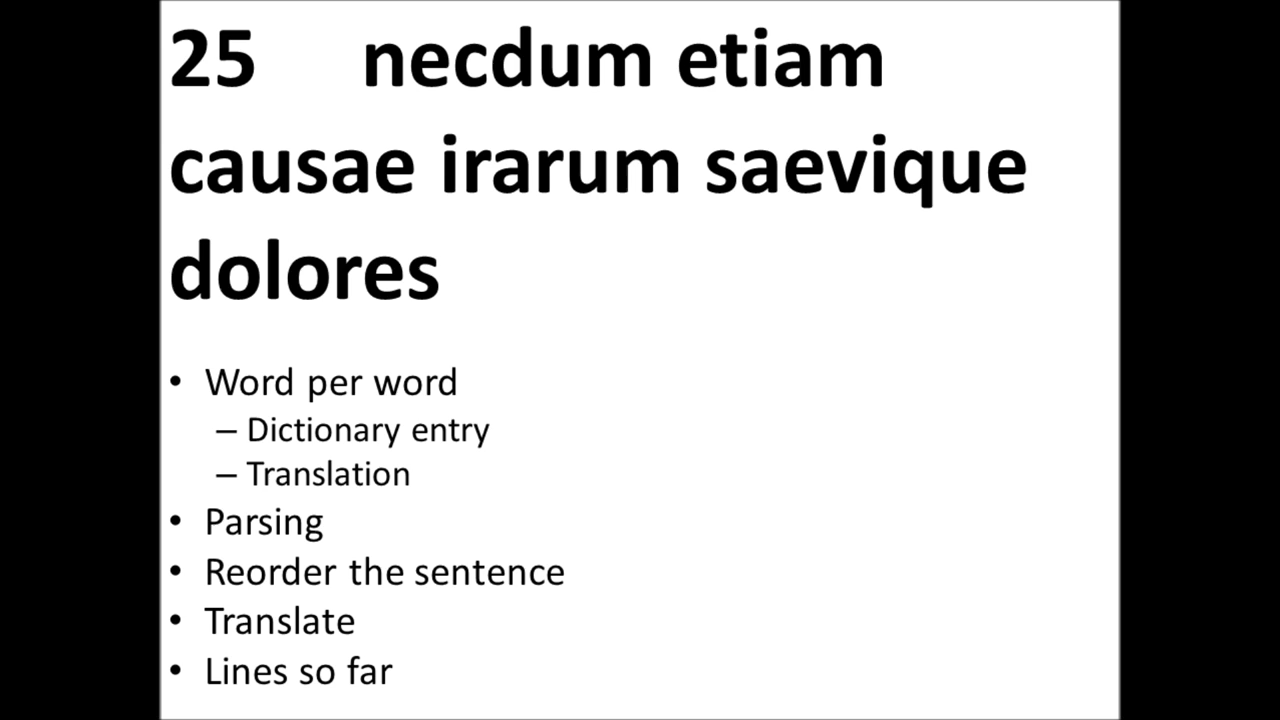 25 necdum etiam
causae irarum saevique
dolores
• Word per word
– Dictionary entry
– Translation
• Parsing
• Reorder the sentence
• Translate
• Lines so far